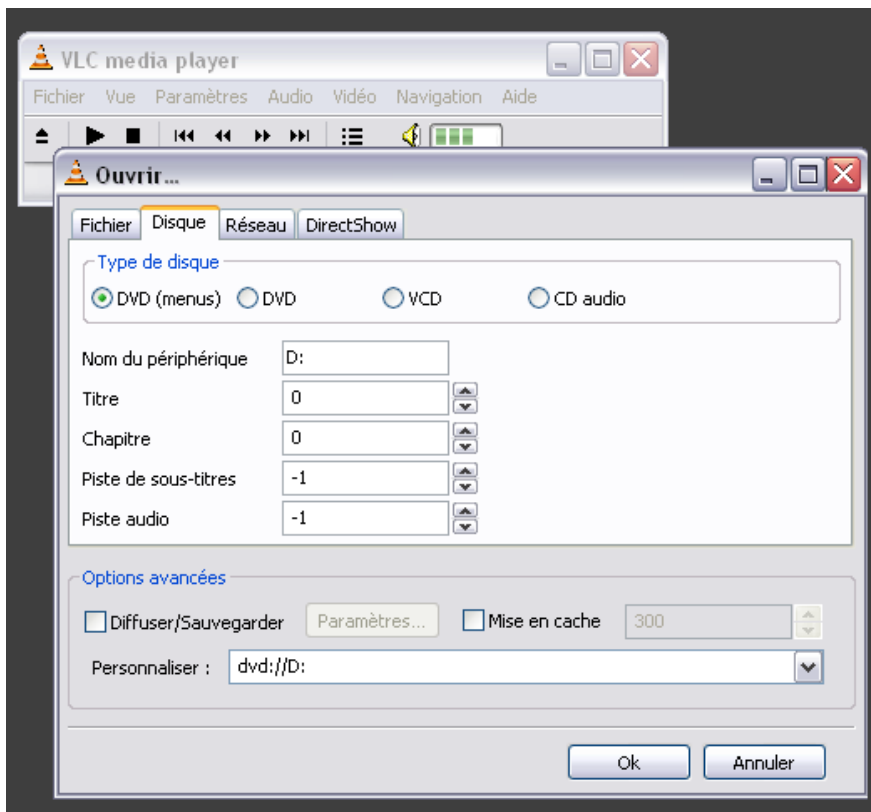 VLC media player
Fichier Vue Paramètres Audio Vidéo Navigation Aide
Ouvrir...
Fichier Disque Réseau DirectShow
Type de disque
DVD (menus) DVD VCD CD audio
Nom du périphérique D:
Titre 0
Chapitre 0
Piste de sous-titres -1
Piste audio -1
Options avancées
Diffuser/Sauvegarder Paramètres... Mise en cache 300
Personnaliser : dvd://D:
Ok Annuler